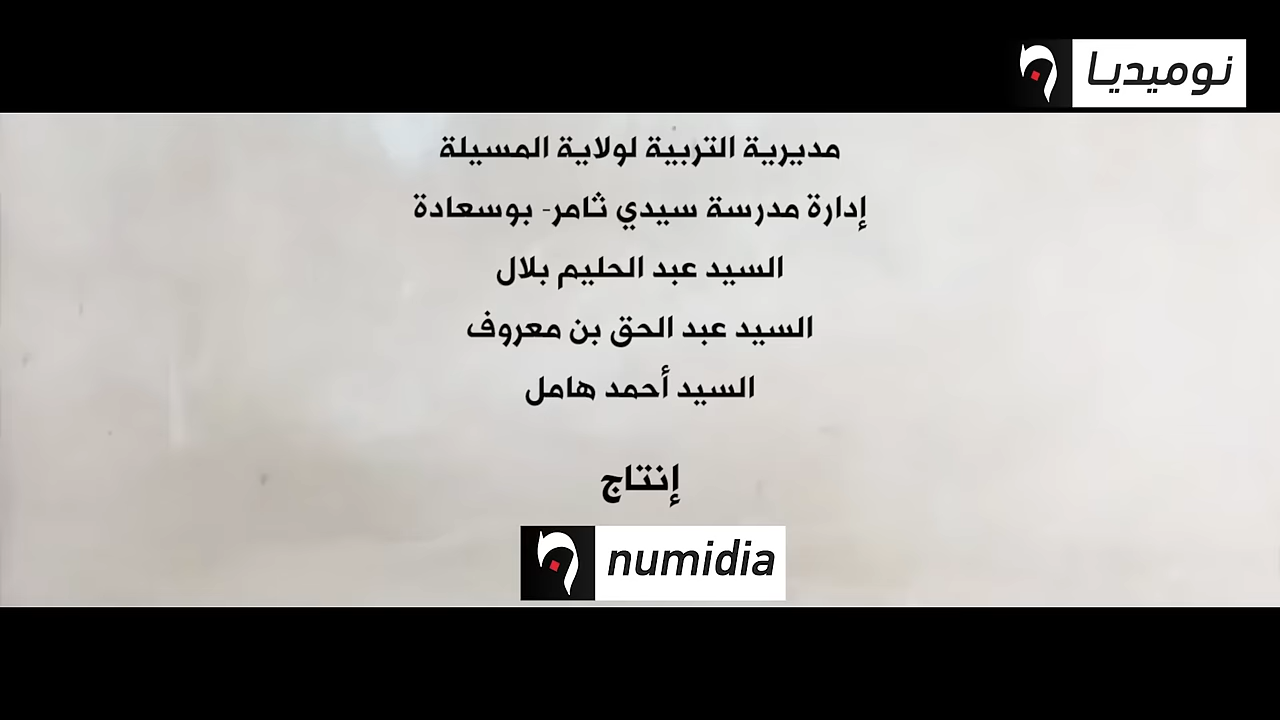 نوميديا
مديرية التربية لولاية المسيلة
إدارة مدرسة سيدي ثامر- بوسعادة
السيد عبد الحليم بلال
السيد عبد الحق بن معروف
السيد أحمد هامل
إنتاج
numidia